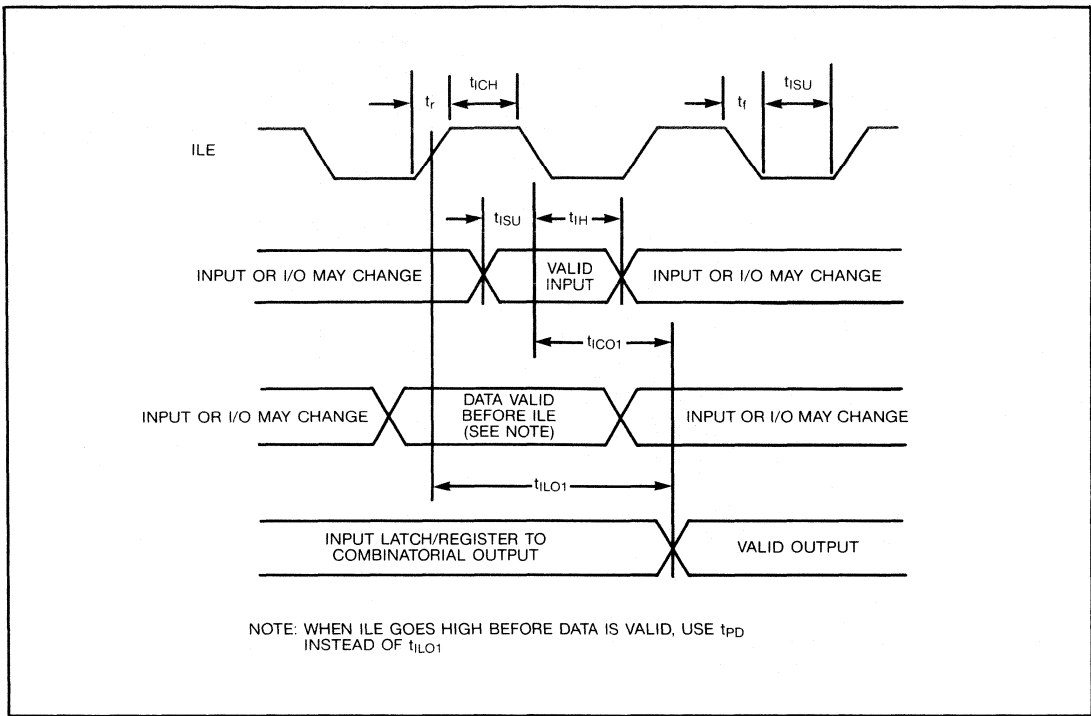 tr
tICH
tf
tISU
ILE
tISU
tIH
INPUT OR I/O MAY CHANGE
VALID
INPUT
INPUT OR I/O MAY CHANGE
tICO1
INPUT OR I/O MAY CHANGE
DATA VALID
BEFORE ILE
(SEE NOTE)
INPUT OR I/O MAY CHANGE
tILO1
INPUT LATCH/REGISTER TO
COMBINATORIAL OUTPUT
VALID OUTPUT
NOTE: WHEN ILE GOES HIGH BEFORE DATA IS VALID, USE tPD
INSTEAD OF tILO1